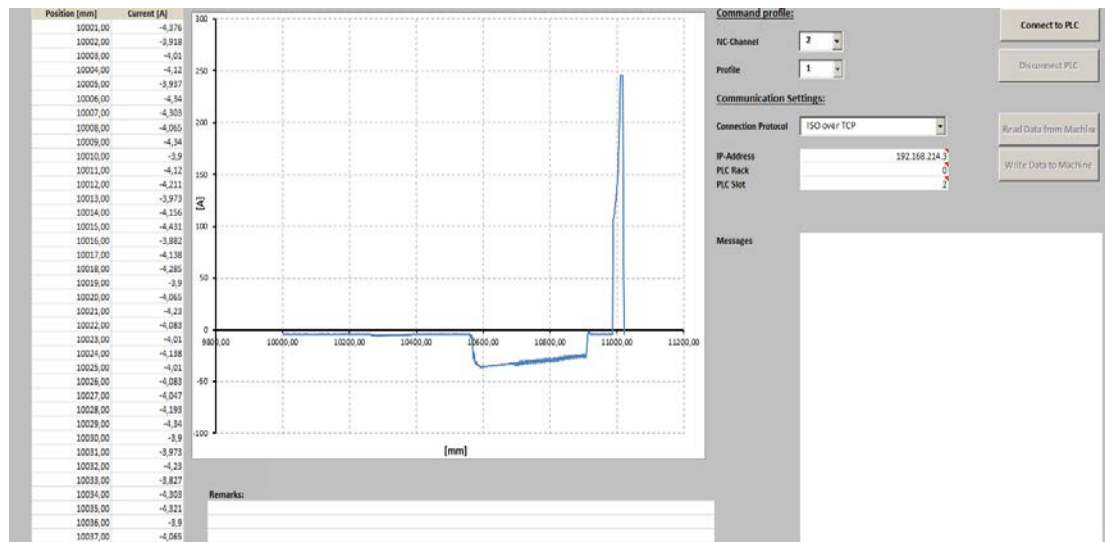 Position [mm] Current [A]
10001,00 -4,376
10002,00 -3,918
10003,00 -4,01
10004,00 -4,12
10005,00 -3,937
10006,00 -4,34
10007,00 -4,303
10008,00 -4,065
10009,00 -4,34
10010,00 -3,9
10011,00 -4,12
10012,00 -4,211
10013,00 -3,973
10014,00 -4,156
10015,00 -4,431
10016,00 -3,882
10017,00 -4,138
10018,00 -4,285
10019,00 -3,9
10020,00 -4,065
10021,00 -4,23
10022,00 -4,083
10023,00 -4,01
10024,00 -4,138
10025,00 -4,01
10026,00 -4,083
10027,00 -4,047
10028,00 -4,193
10029,00 -4,34
10030,00 -3,9
10031,00 -3,973
10032,00 -4,23
10033,00 -3,827
10034,00 -4,303
10035,00 -4,321
10036,00 -3,9
10037,00 -4,065
300
250
200
150
100
50
0
-50
-100
[A]
9800,00 10000,00 10200,00 10400,00 10600,00 10800,00 11000,00 11200,00
[mm]
Remarks:
Command profile:
NC-Channel 2
Profile 1
Communication Settings:
Connection Protocol ISO over TCP
IP-Address 192.168.214.3
PLC Rack 0
PLC Slot 2
Messages
Connect to PLC
Disconnect PLC
Read Data from Machine
Write Data to Machine